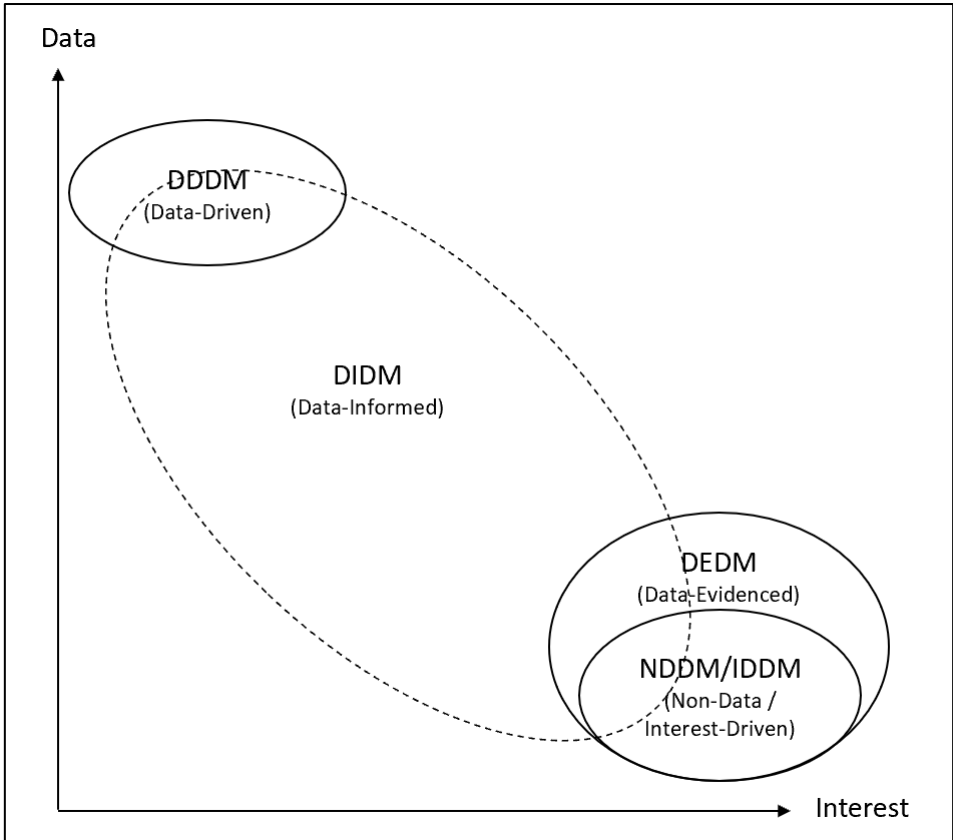 Data
DDDM
(Data-Driven)
DIDM
(Data-Informed)
DEDM
(Data-Evidenced)
NDDM/IDDM
(Non-Data /
Interest-Driven)
Interest